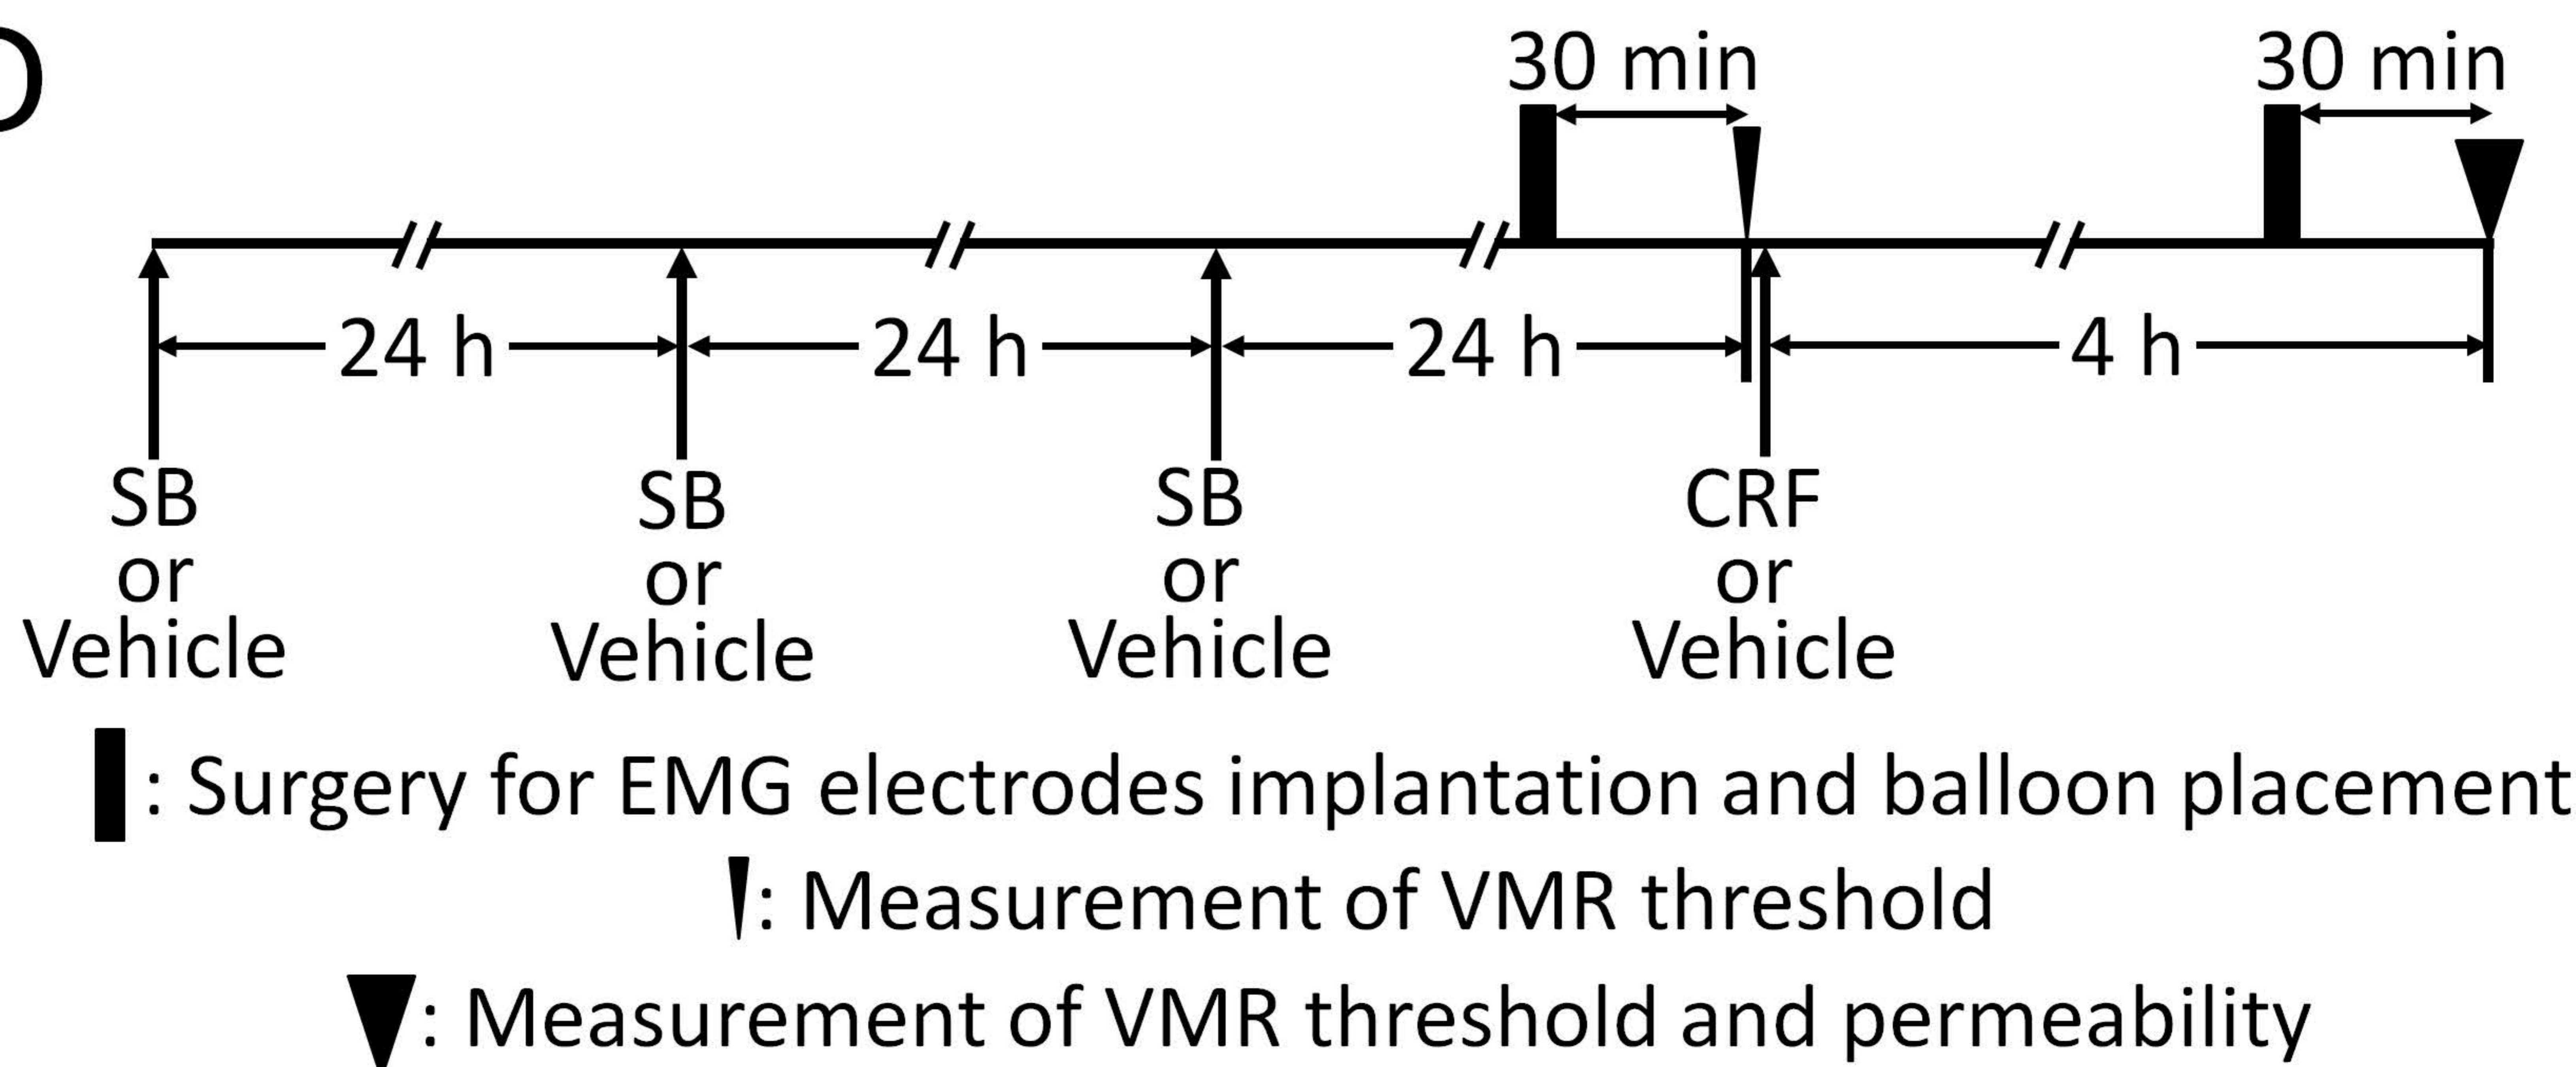 D
30 min 30 min
24 h 24 h 24 h 4 h
SB SB SB CRF
or or or or
Vehicle Vehicle Vehicle Vehicle
: Surgery for EMG electrodes implantation and balloon placement
: Measurement of VMR threshold
: Measurement of VMR threshold and permeability